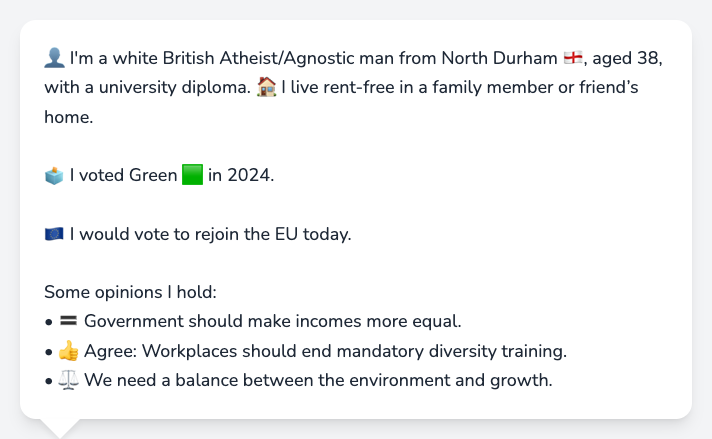 👤 I'm a white British Atheist/Agnostic man from North Durham 🏴󠁧󠁢󠁥󠁮󠁧󠁿, aged 38,
with a university diploma. 🏠 I live rent-free in a family member or friend’s
home.
🗳️ I voted Green 🟩 in 2024.
🇪🇺 I would vote to rejoin the EU today.
Some opinions I hold:
• 🟰 Government should make incomes more equal.
• 👍 Agree: Workplaces should end mandatory diversity training.
• ⚖️ We need a balance between the environment and growth.